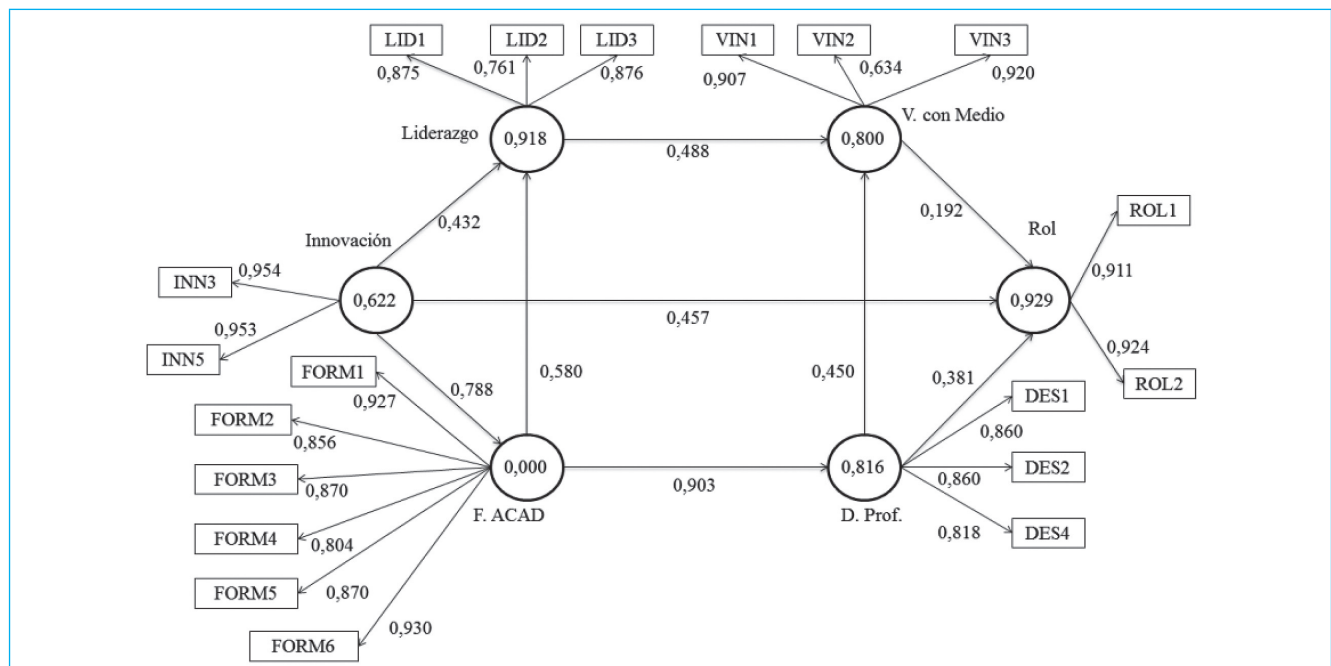 LID1
LID2
LID3
VIN1
VIN2
VIN3
0,875
0,761
0,876
0,907
0,634
0,920
Liderazgo
0,918
0,488
0,800
V. con Medio
0,432
0,192
Innovación
Rol
ROL1
INN3
0,954
0,622
0,457
0,929
0,911
0,953
INN5
0,924
ROL2
FORM1
0,788
0,580
0,450
0,381
0,927
DES1
FORM2
0,856
0,860
FORM3
0,870
0,000
0,903
0,816
0,860
DES2
F. ACAD
D. Prof.
FORM4
0,804
0,818
DES4
FORM5
0,870
0,930
FORM6